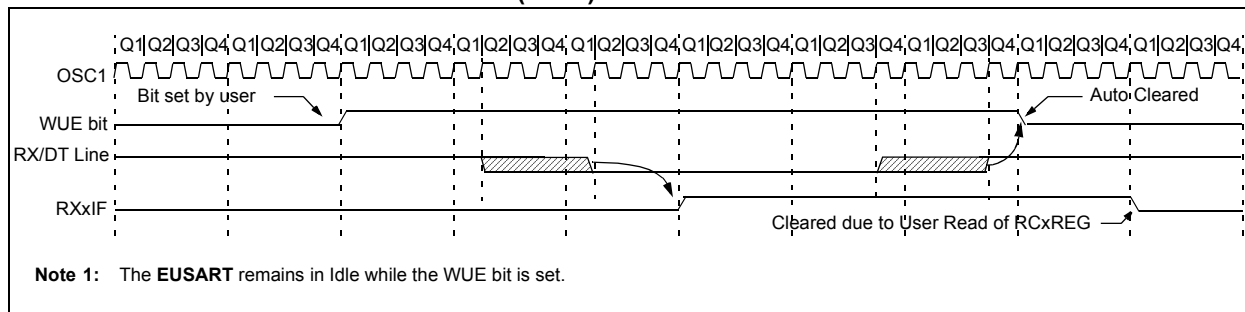 Q1|Q2|Q3|Q4 Q1|Q2|Q3|Q4 Q1|Q2|Q3|Q4 Q1|Q2|Q3|Q4 Q1|Q2|Q3|Q4 Q1|Q2|Q3|Q4 Q1|Q2|Q3|Q4 Q1|Q2|Q3|Q4 Q1|Q2|Q3|Q4 Q1|Q2|Q3|Q4
OSC1
Bit set by user
Auto Cleared
WUE bit
RX/DT Line
RXxIF
Cleared due to User Read of RCxREG
Note 1: The EUSART remains in Idle while the WUE bit is set.